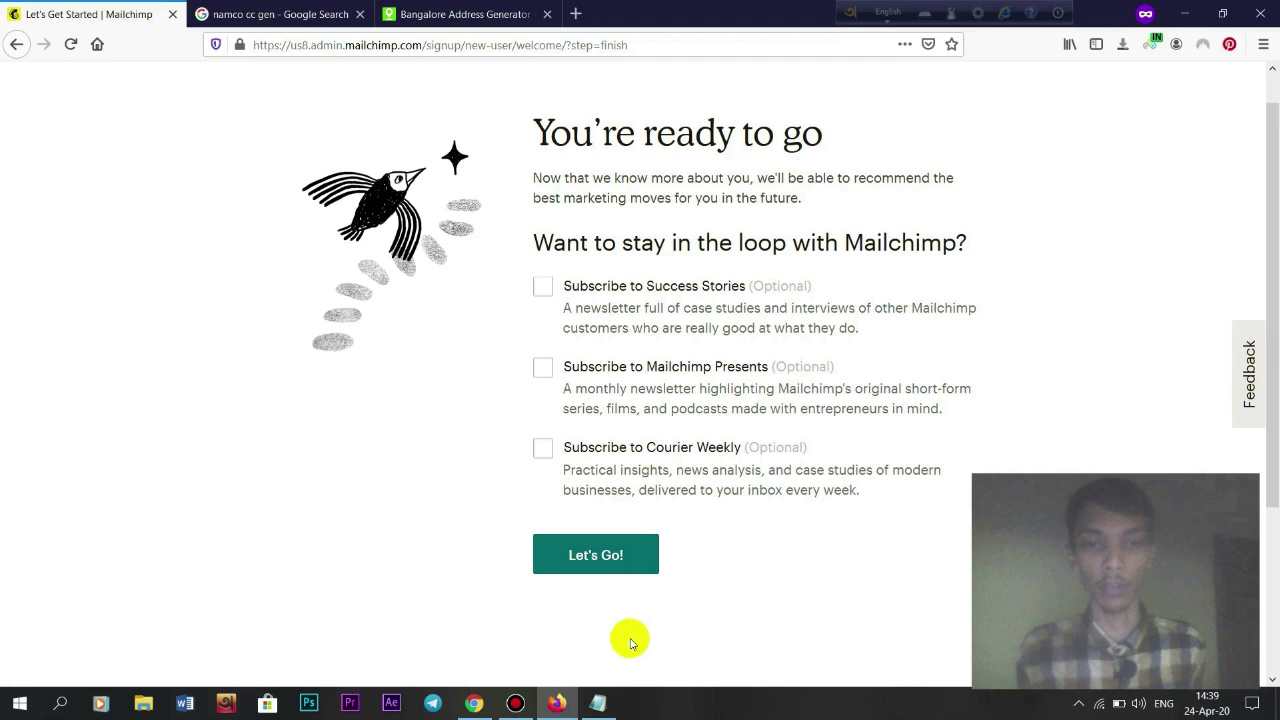 Let's Get Started | Mailchimp
namco cc gen - Google Search
Bangalore Address Generator
English
https://us8.admin.mailchimp.com/signup/new-user/welcome/?step=finish
IN
You're ready to go
Now that we know more about you, we'll be able to recommend the
best marketing moves for you in the future.
Want to stay in the loop with Mailchimp?
Subscribe to Success Stories (Optional)
A newsletter full of case studies and interviews of other Mailchimp
customers who are really good at what they do.
Subscribe to Mailchimp Presents (Optional)
A monthly newsletter highlighting Mailchimp's original short-form
series, films, and podcasts made with entrepreneurs in mind.
Subscribe to Courier Weekly (Optional)
Practical insights, news analysis, and case studies of modern
businesses, delivered to your inbox every week.
Let's Go!
Feedback
Ps
Pr
Ae
ENG
14:39
24-Apr-20